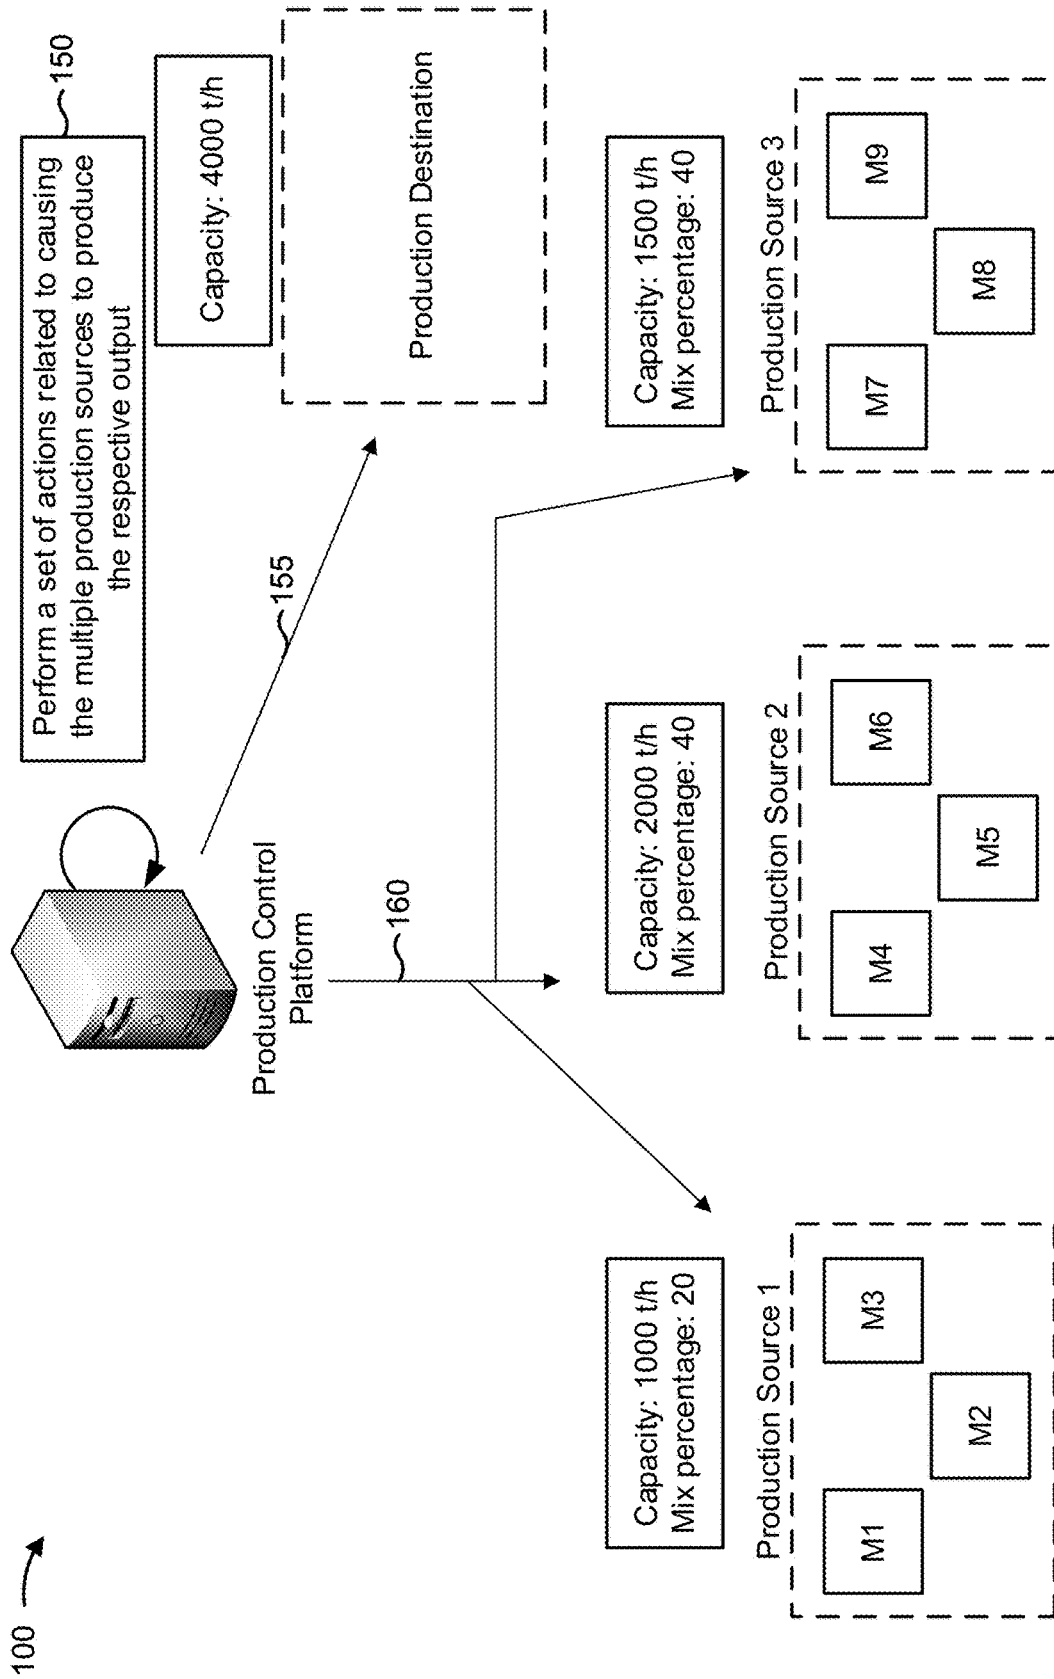 100
Perform a set of actions related to causing
the multiple production sources to produce
the respective output
150
Capacity: 4000 t/h
Production Destination
155
Production Control
Platform
160
Capacity: 1000 t/h
Mix percentage: 20
Production Source 1
M1
M2
M3
Capacity: 2000 t/h
Mix percentage: 40
Production Source 2
M4
M5
M6
Capacity: 1500 t/h
Mix percentage: 40
Production Source 3
M7
M8
M9